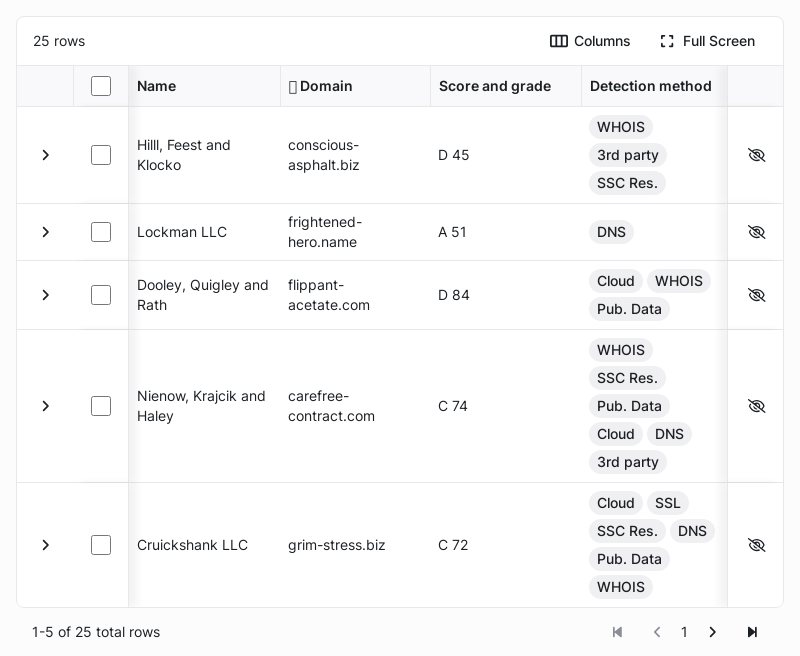 25 rows
Columns
Full Screen
Name
Domain
Score and grade
Detection method
Hilll, Feest and
Klocko
conscious-
asphalt.biz
D 45
WHOIS
3rd party
SSC Res.
Lockman LLC
frightened-
hero.name
A 51
DNS
Dooley, Quigley and
Rath
flippant-
acetate.com
D 84
Cloud WHOIS
Pub. Data
Nienow, Krajcik and
Haley
carefree-
contract.com
C 74
WHOIS
SSC Res.
Pub. Data
Cloud DNS
3rd party
Cruickshank LLC
grim-stress.biz
C 72
Cloud SSL
SSC Res. DNS
Pub. Data
WHOIS
1-5 of 25 total rows
1